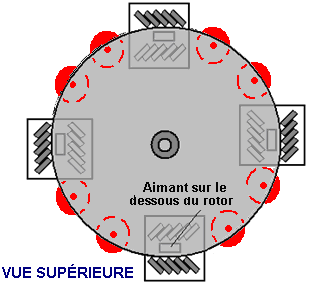 Aimant sur le
dessous du rotor
VUE SUPÉRIEURE